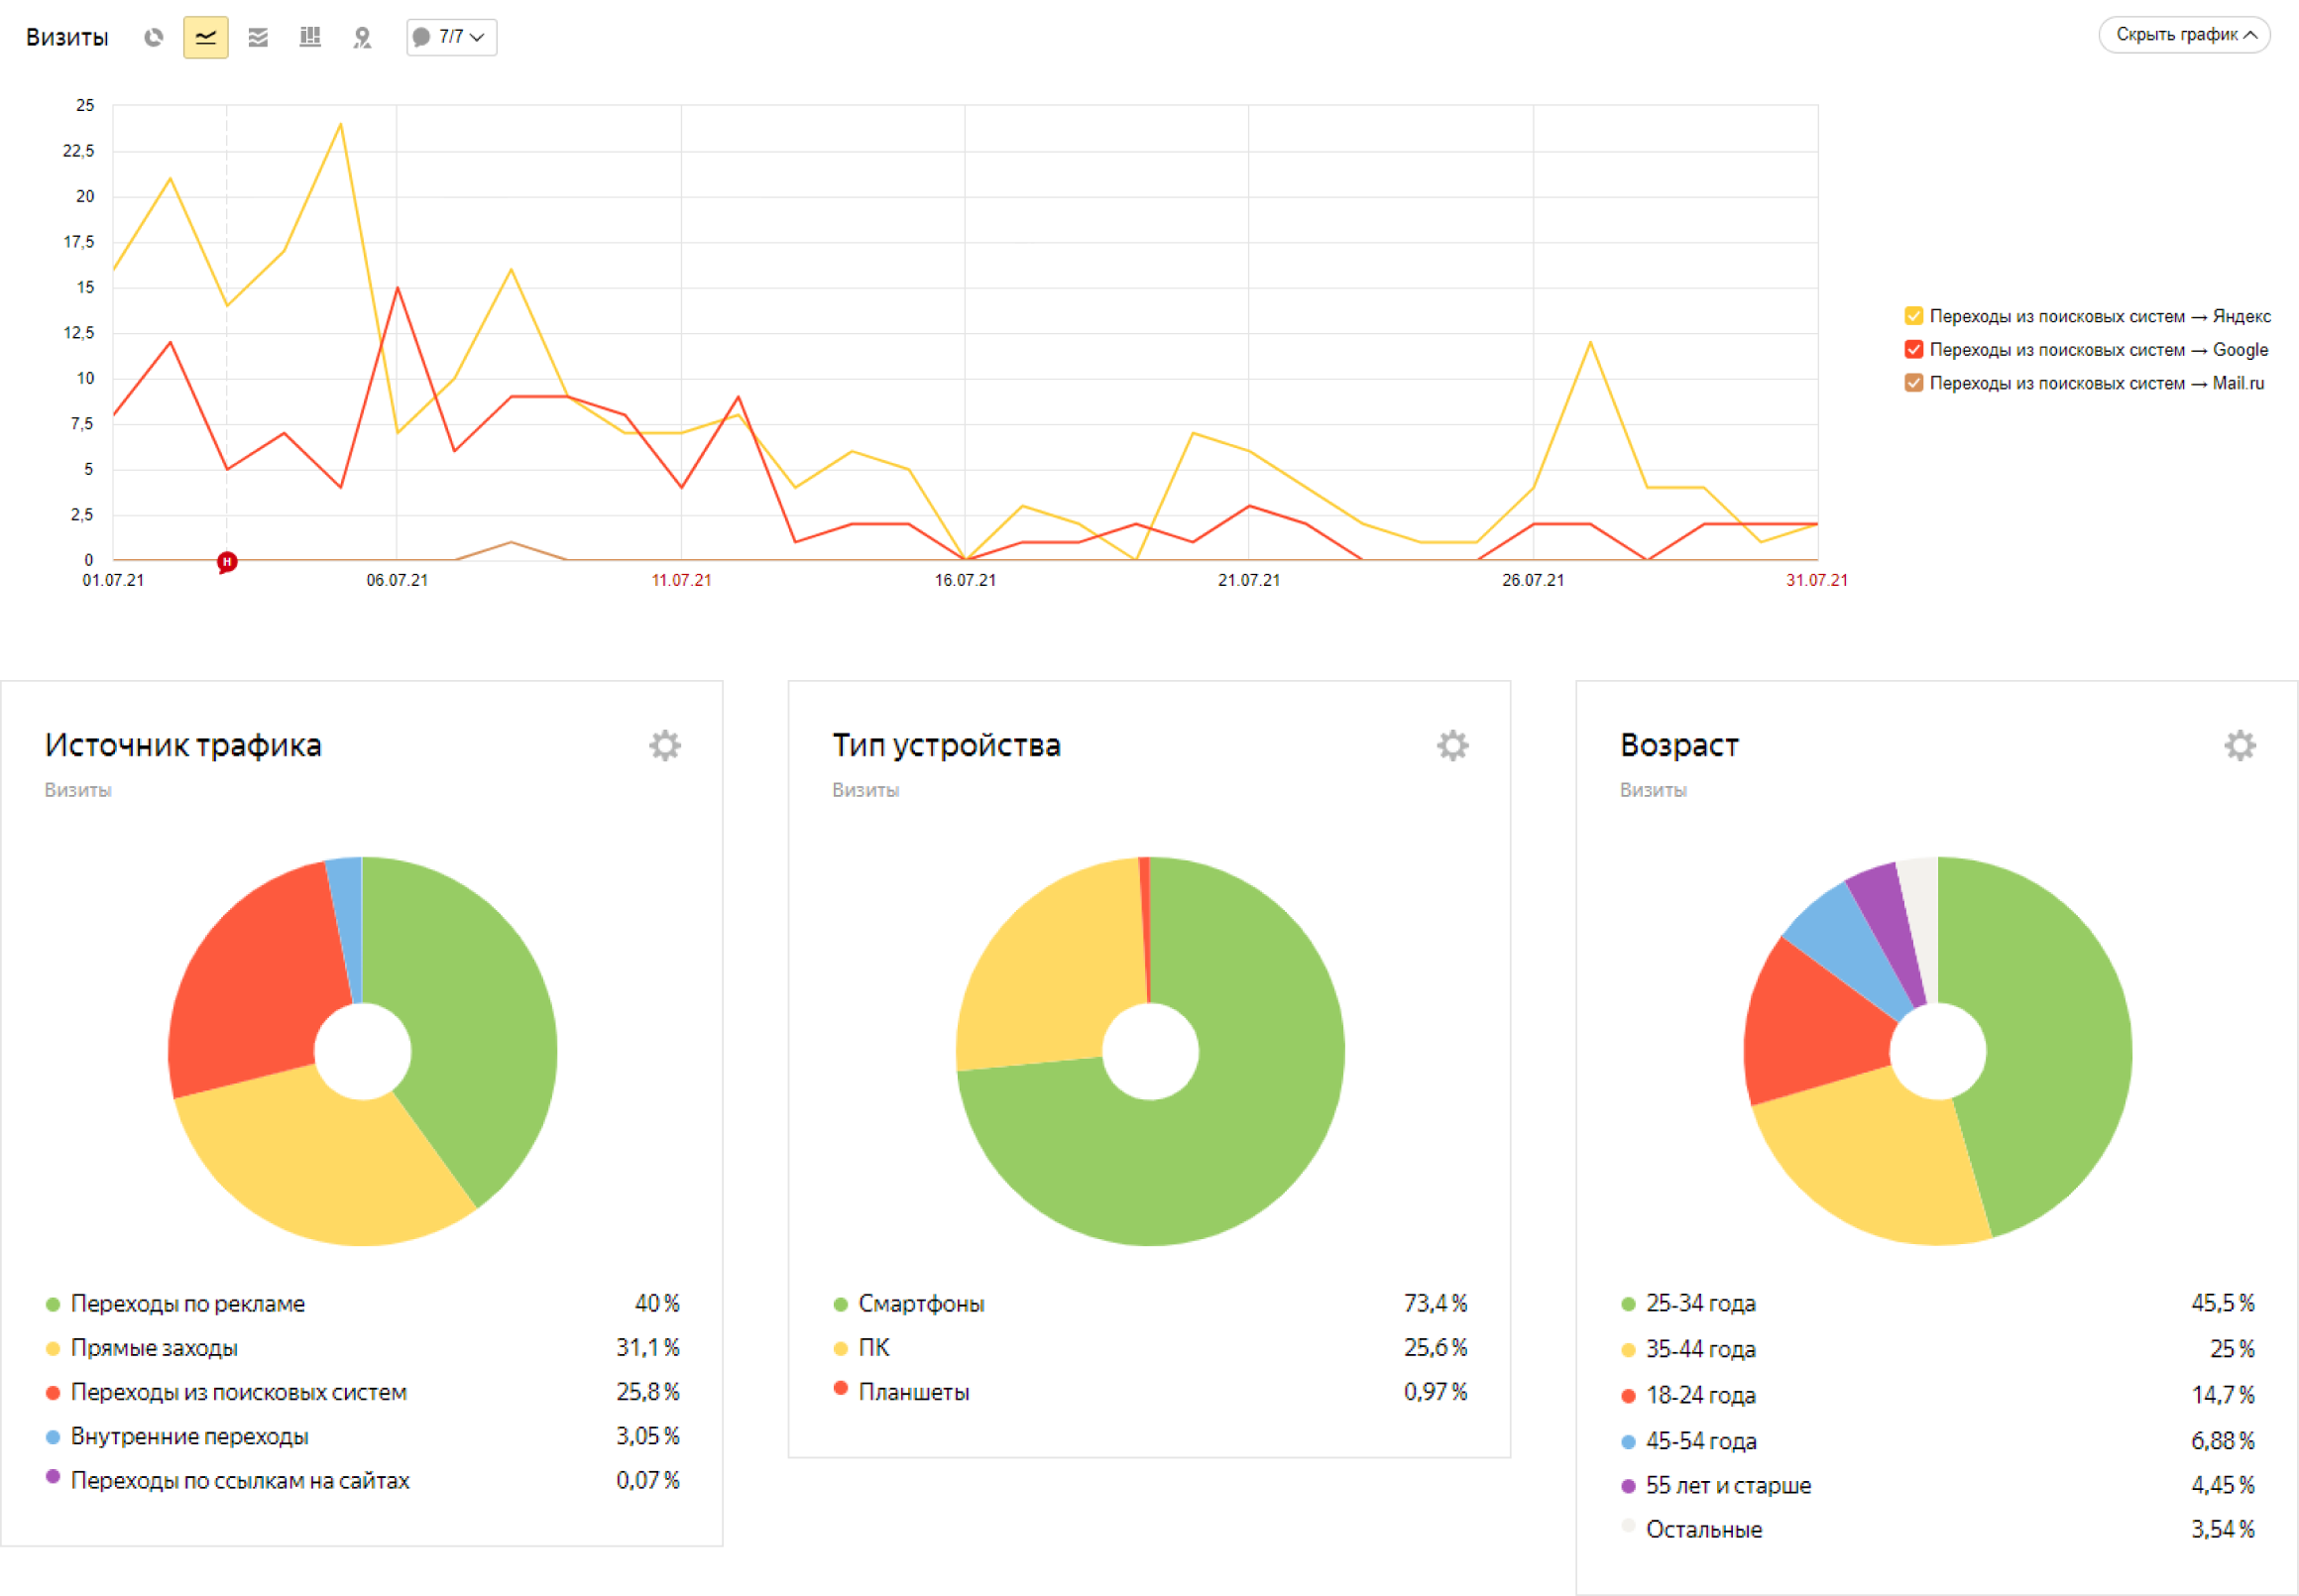 Визиты 7/7 Скрыть график
25
22,5
20
17,5
15
12,5
10
7,5
5
2,5
0
Н
01.07.21 06.07.21 11.07.21 16.07.21 21.07.21 26.07.21 31.07.21
Переходы из поисковых систем → Яндекс
Переходы из поисковых систем → Google
Переходы из поисковых систем → Mail.ru
Источник трафика
Визиты
Переходы по рекламе 40 %
Прямые заходы 31,1 %
Переходы из поисковых систем 25,8 %
Внутренние переходы 3,05 %
Переходы по ссылкам на сайтах 0,07 %
Тип устройства
Визиты
Смартфоны 73,4 %
ПК 25,6 %
Планшеты 0,97 %
Возраст
Визиты
25-34 года 45,5 %
35-44 года 25 %
18-24 года 14,7 %
45-54 года 6,88 %
55 лет и старше 4,45 %
Остальные 3,54 %